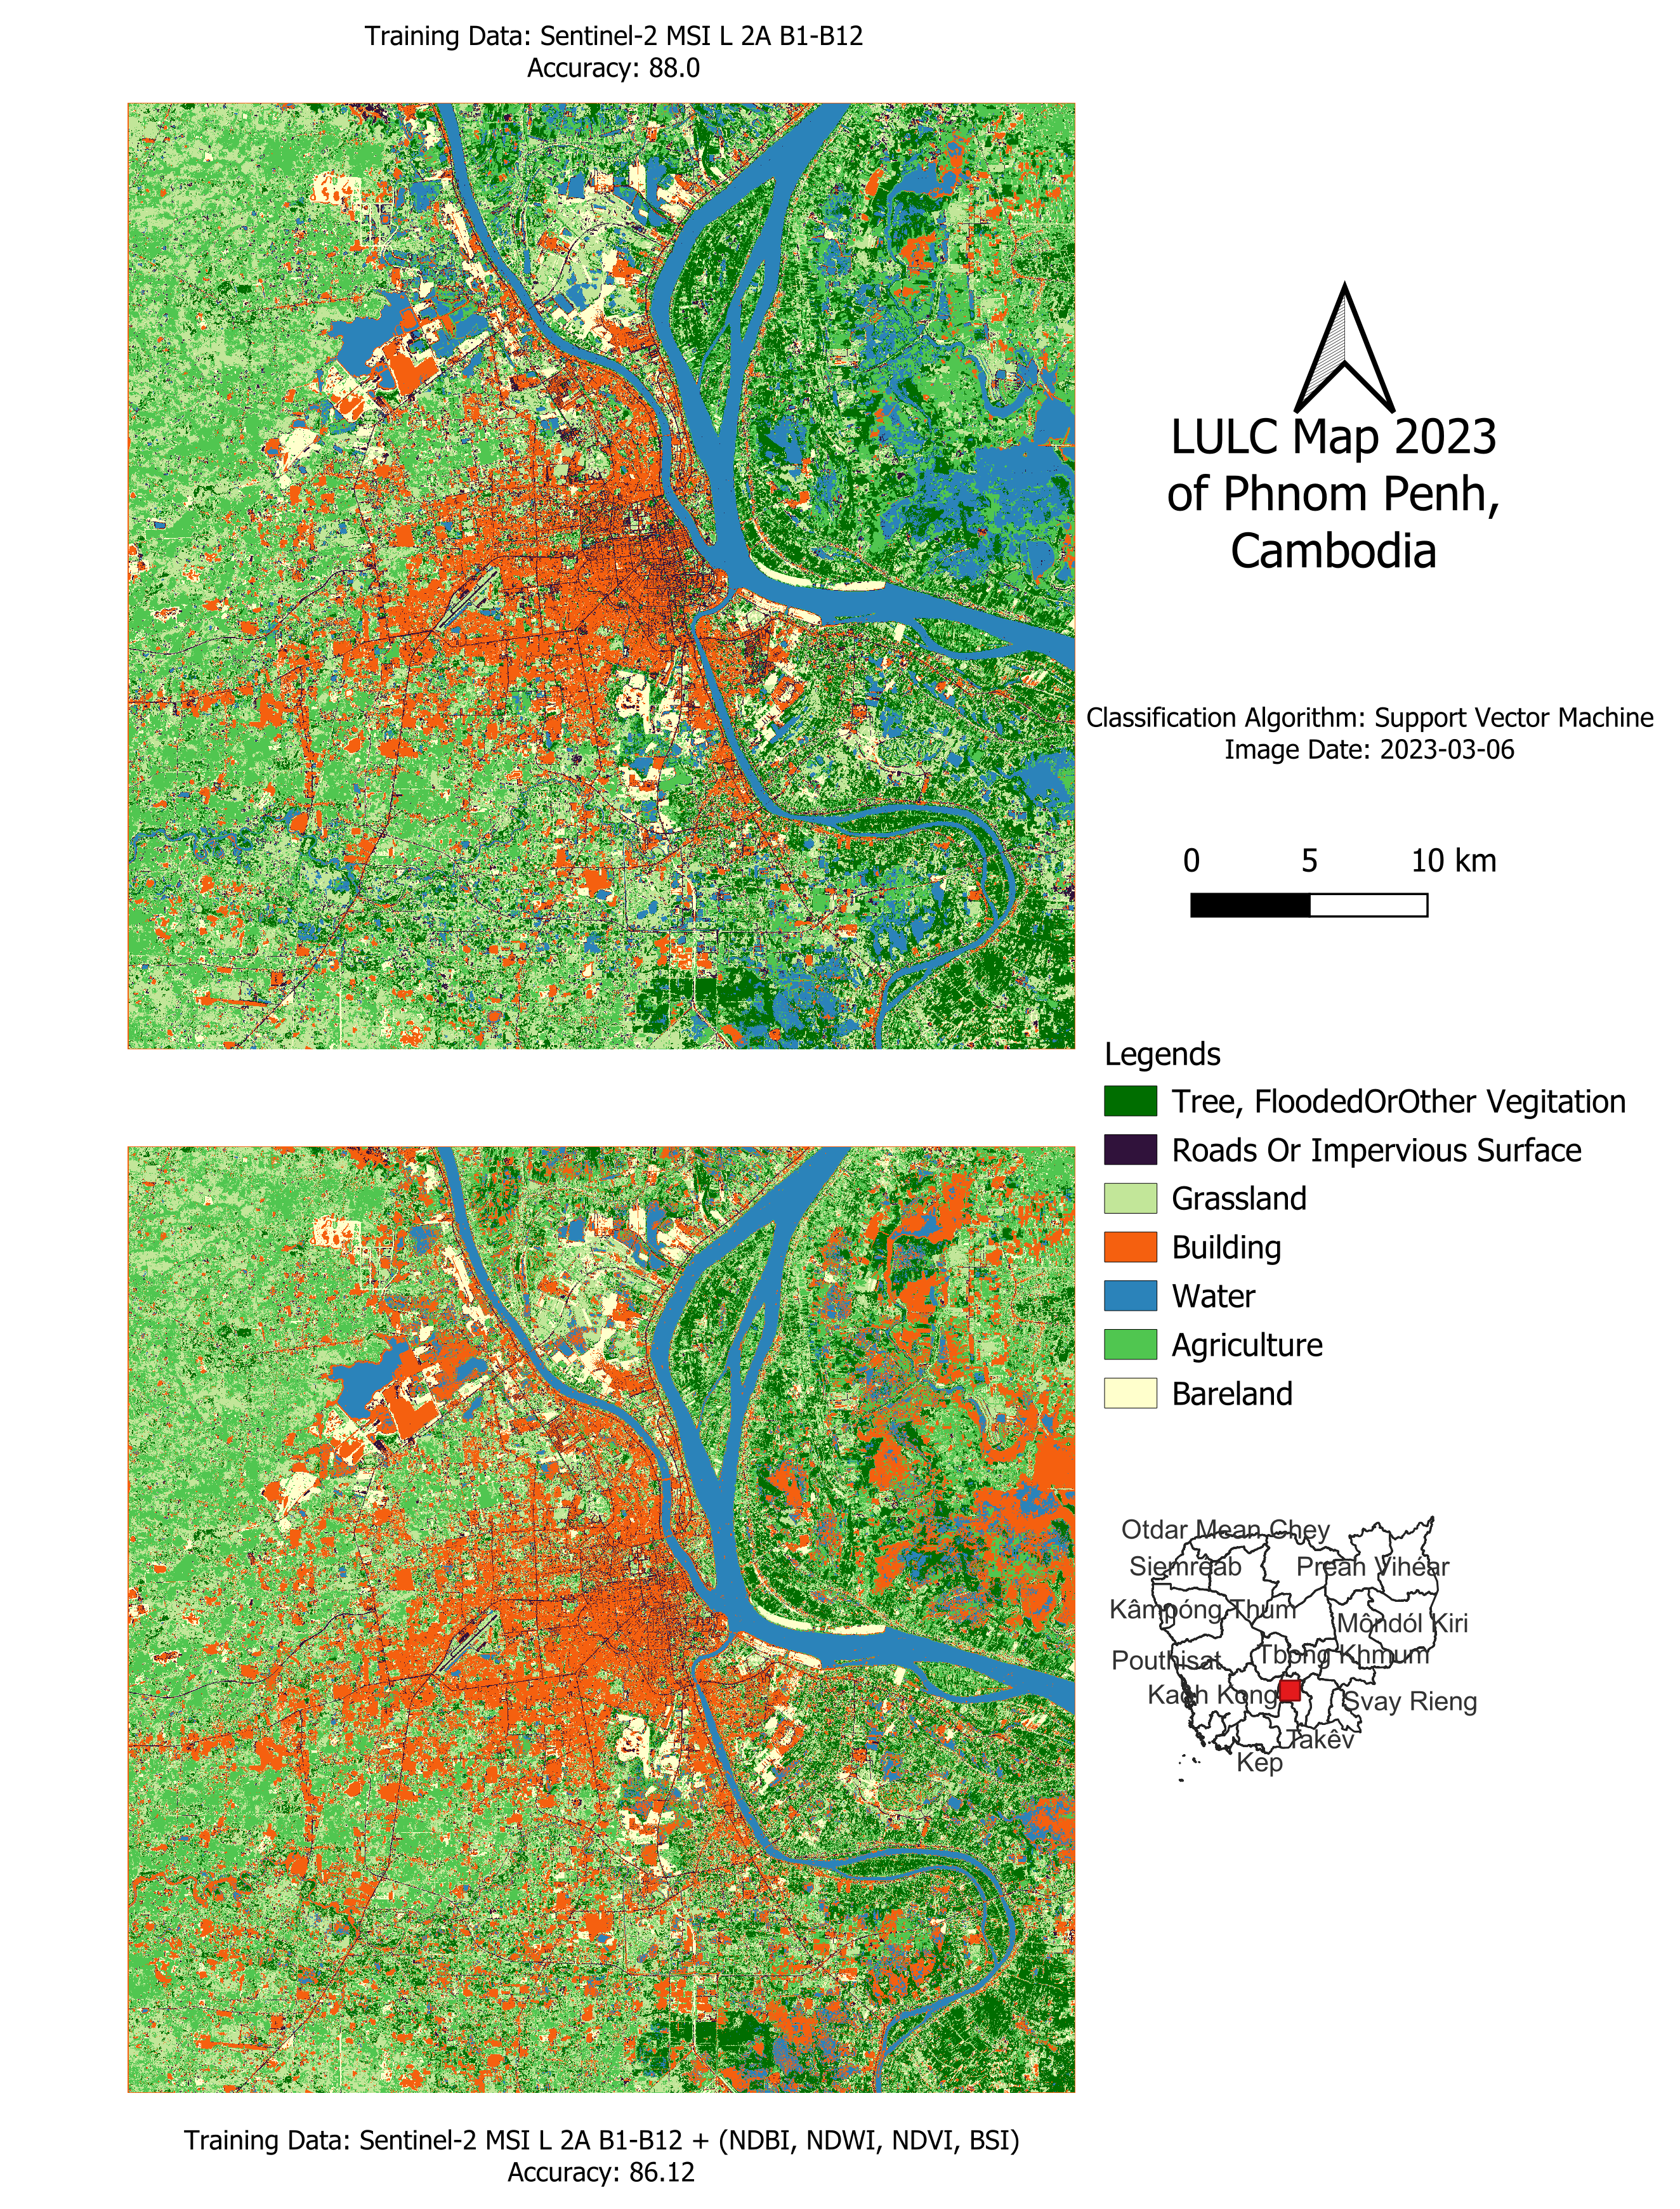 Training Data: Sentinel-2 MSI L 2A B1-B12
Accuracy: 88.0
LULC Map 2023
of Phnom Penh,
Cambodia
Classification Algorithm: Support Vector Machine
Image Date: 2023-03-06
0 5 10 km
Legends
Tree, FloodedOrOther Vegitation
Roads Or Impervious Surface
Grassland
Building
Water
Agriculture
Bareland
Otdar Mean Chey
Siemréab Preah Vihéar
Kâmpóng Thum
Môndól Kiri
Tbong Khmum
Pouthisat
Kaôh Kong
Svay Rieng
Takêv
Kep
Training Data: Sentinel-2 MSI L 2A B1-B12 + (NDBI, NDWI, NDVI, BSI)
Accuracy: 86.12